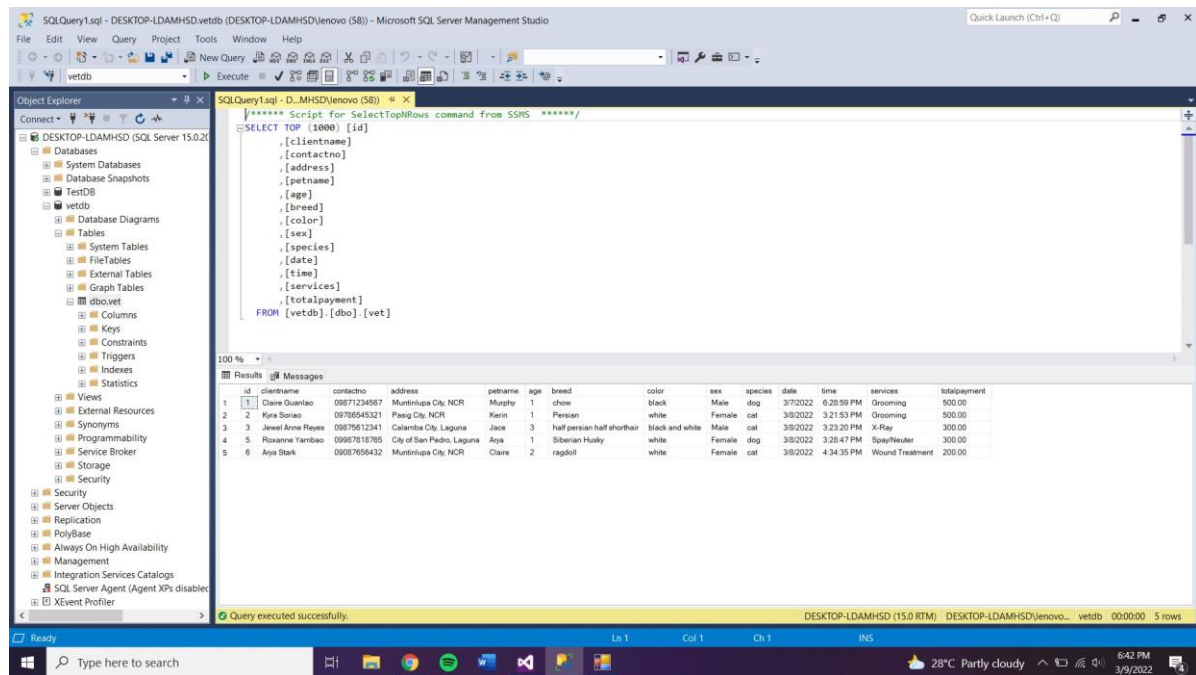 SQLQuery1.sql - DESKTOP-LDAMHSD.vetdb (DESKTOP-LDAMHSD\lenovo (58)) - Microsoft SQL Server Management Studio
Quick Launch (Ctrl+Q)
File Edit View Query Project Tools Window Help
New Query
vetdb
Execute
Object Explorer
SQLQuery1.sql - D...MHSD\lenovo (58))
Connect
DESKTOP-LDAMHSD (SQL Server 15.0.20
Databases
System Databases
Database Snapshots
TestDB
vetdb
Database Diagrams
Tables
System Tables
FileTables
External Tables
Graph Tables
dbo.vet
Columns
Keys
Constraints
Triggers
Indexes
Statistics
Views
External Resources
Synonyms
Programmability
Service Broker
Storage
Security
Security
Server Objects
Replication
PolyBase
Always On High Availability
Management
Integration Services Catalogs
SQL Server Agent (Agent XPs disabled
XEvent Profiler
/****** Script for SelectTopNRows command from SSMS ******/
SELECT TOP (1000) [id]
,[clientname]
,[contactno]
,[address]
,[petname]
,[age]
,[breed]
,[color]
,[sex]
,[species]
,[date]
,[time]
,[services]
,[totalpayment]
FROM [vetdb].[dbo].[vet]
100 %
Results Messages
id clientname contactno address petname age breed color sex species date time services totalpayment
1 1 Claire Guanlao 09871234567 Muntinlupa City, NCR Murphy 1 chow black Male dog 3/7/2022 6:28:59 PM Grooming 500.00
2 2 Kyra Soriao 09786545321 Pasig City, NCR Kerin 1 Persian white Female cat 3/8/2022 3:21:53 PM Grooming 500.00
3 3 Jewel Anne Reyes 09875612341 Calamba City, Laguna Jace 3 half persian half shorthair black and white Male cat 3/8/2022 3:23:20 PM X-Ray 300.00
4 5 Roxanne Yambao 09987818765 City of San Pedro, Laguna Arya 1 Siberian Husky white Female dog 3/8/2022 3:28:47 PM Spay/Neuter 300.00
5 6 Arya Stark 09087656432 Muntinlupa City, NCR Claire 2 ragdoll white Female cat 3/8/2022 4:34:35 PM Wound Treatment 200.00
Query executed successfully.
DESKTOP-LDAMHSD (15.0 RTM) DESKTOP-LDAMHSD\lenovo... vetdb 00:00:00 5 rows
Ready
Ln 1 Col 1 Ch 1 INS
Type here to search
28°C Partly cloudy
6:42 PM
3/9/2022
4